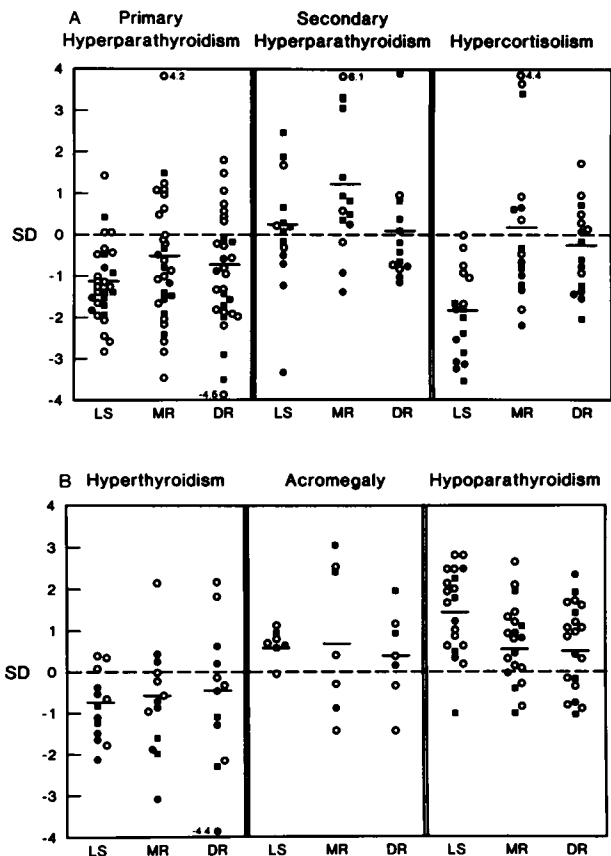 A
Primary
Hyperparathyroidism
Secondary
Hyperparathyroidism
Hypercortisolism
4
3
2
1
0
-1
-2
-3
-4
SD
4.2
-4.6
6.1
4.4
LS MR DR LS MR DR LS MR DR
B
Hyperthyroidism
Acromegaly
Hypoparathyroidism
4
3
2
1
0
-1
-2
-3
-4
SD
-4 4
LS MR DR LS MR DR LS MR DR